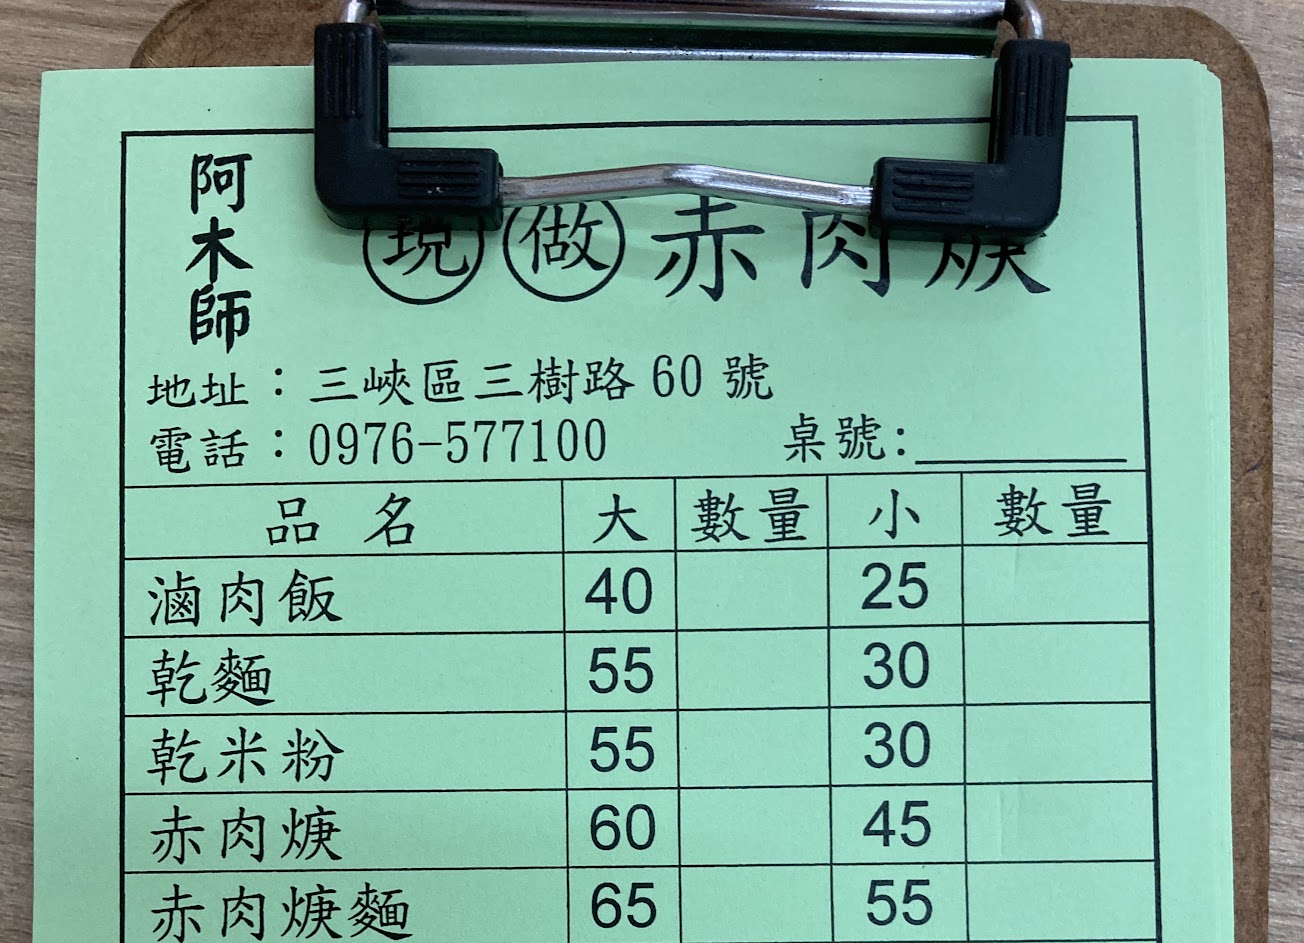 阿木師
現做赤肉焿
地址：三峽區三樹路 60 號
電話：0976-577100 桌號:
品名 大 數量 小 數量
滷肉飯 40 25
乾麵 55 30
乾米粉 55 30
赤肉焿 60 45
赤肉焿麵 65 55